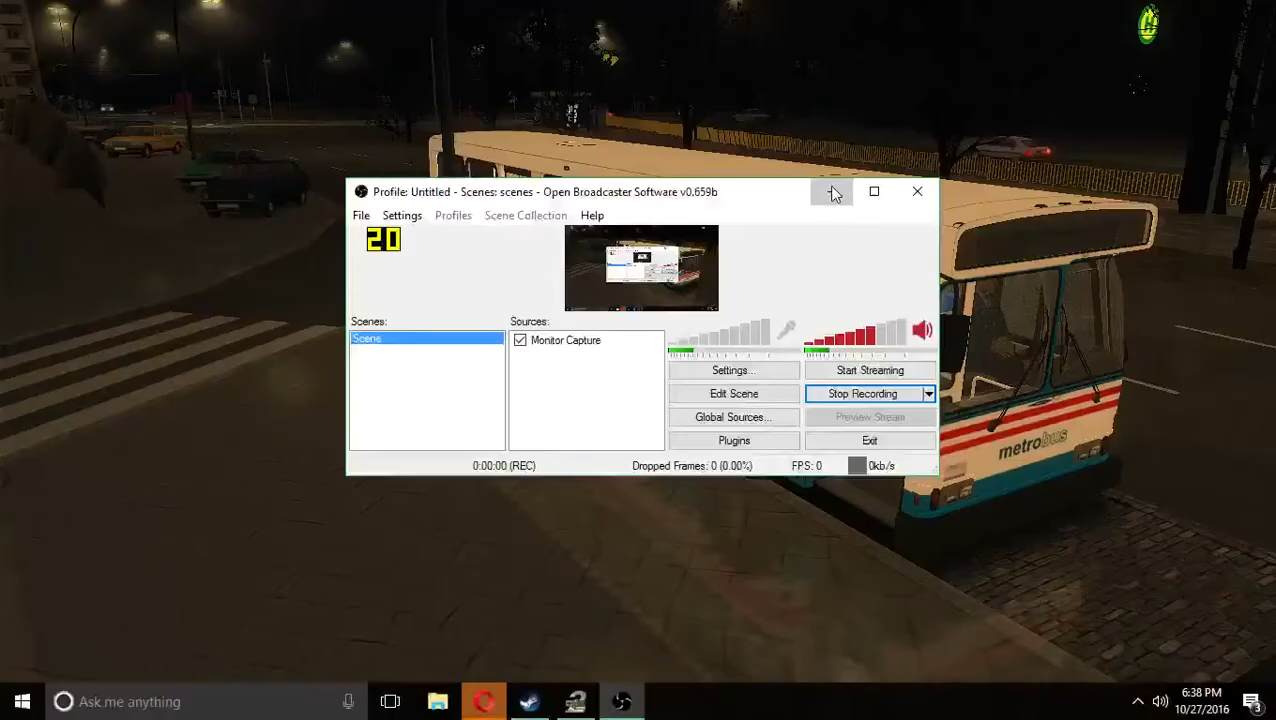 Profile: Untitled - Scenes: scenes - Open Broadcaster Software v0.659b
File Settings Profiles Scene Collection Help
20
Scenes: Sources:
Scene
Monitor Capture
Settings... Start Streaming
Edit Scene Stop Recording
Global Sources... Preview Stream
Plugins Exit
0:00:00 (REC) Dropped Frames: 0 (0.00%) FPS: 0 0kb/s
metrobus
Ask me anything
6:38 PM
10/27/2016
3